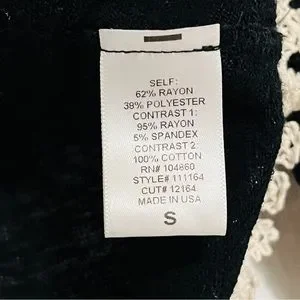 SELF:
62% RAYON
38% POLYESTER
CONTRAST 1:
95% RAYON
5% SPANDEX
CONTRAST 2:
100% COTTON
RN# 104860
STYLE# 111164
CUT# 12164
MADE IN USA
S